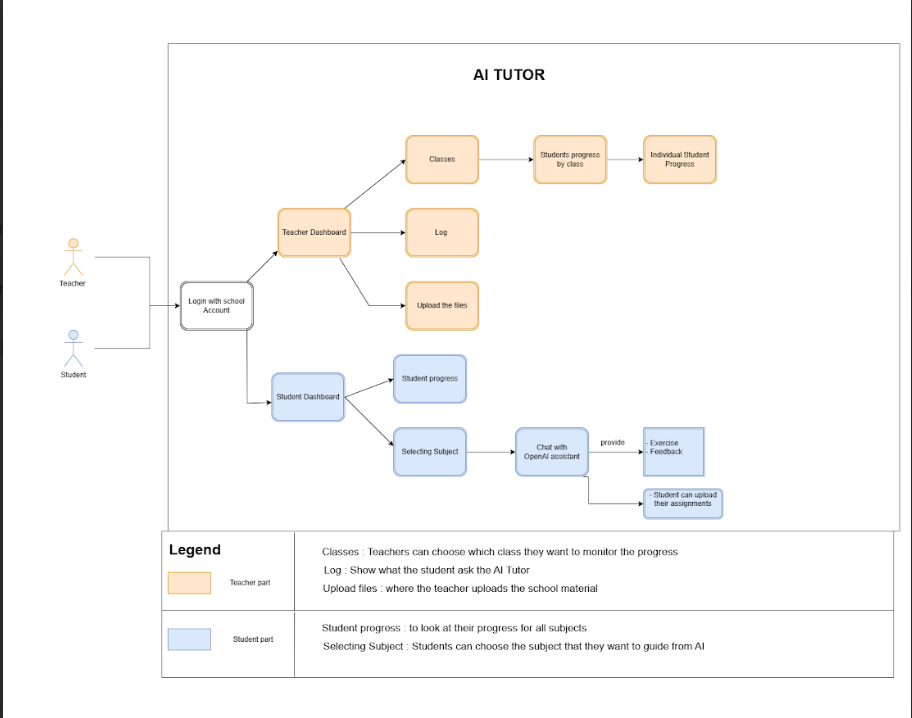 AI TUTOR
Classes
Students progress
by class
Individual Student
Progress
Teacher Dashboard
Log
Teacher
Login with school
Account
Upload the files
Student
Student Dashboard
Student progress
Selecting Subject
Chat with
OpenAI assistant
provide
- Exercise
- Feedback
- Student can upload
their assignments
Legend
Teacher part
Classes : Teachers can choose which class they want to monitor the progress
Log : Show what the student ask the AI Tutor
Upload files : where the teacher uploads the school material
Student part
Student progress : to look at their progress for all subjects
Selecting Subject : Students can choose the subject that they want to guide from AI